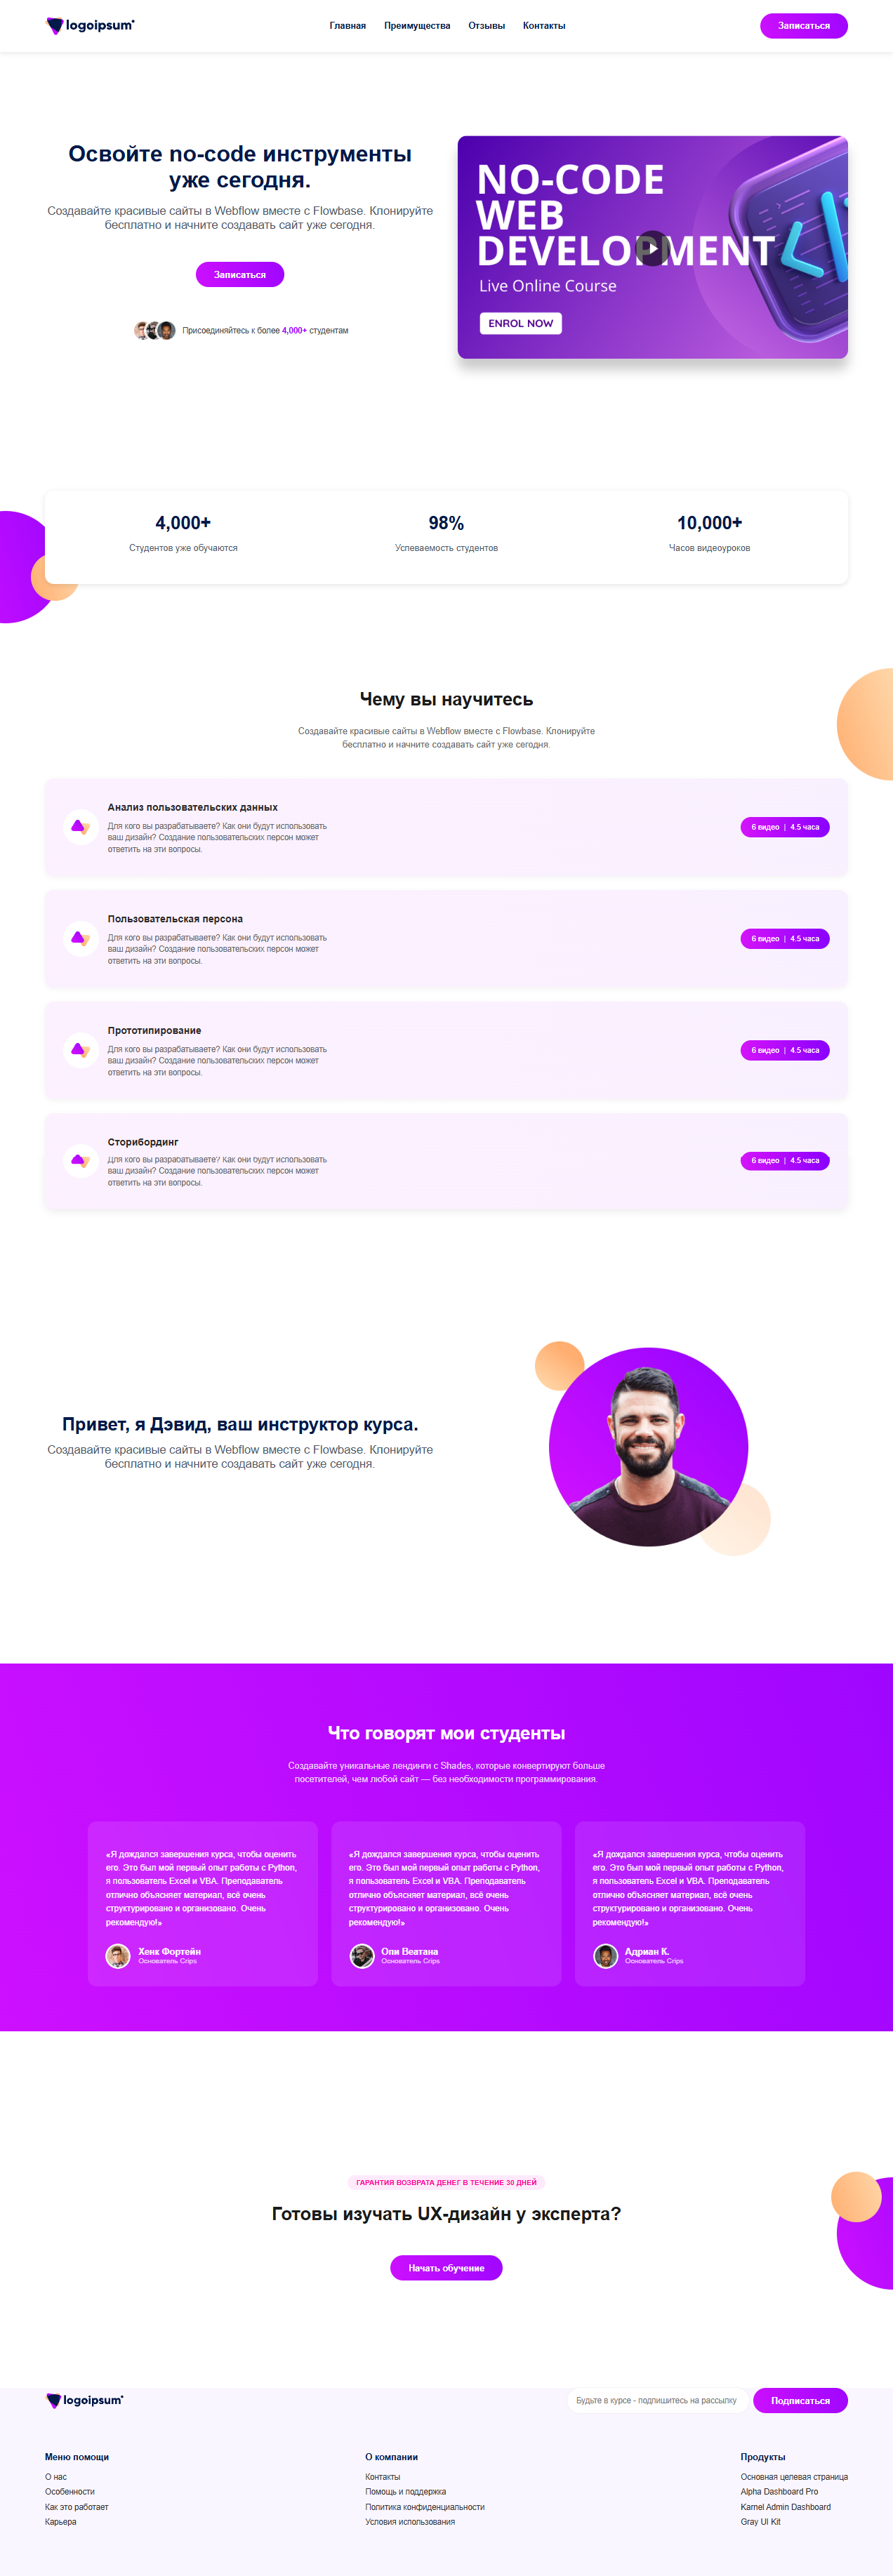 logoipsum
Главная Преимущества Отзывы Контакты
Записаться
Освойте no-code инструменты
уже сегодня.
Создавайте красивые сайты в Webflow вместе с Flowbase. Клонируйте
бесплатно и начните создавать сайт уже сегодня.
Записаться
Присоединяйтесь к более 4,000+ студентам
NO-CODE
WEB
DEVELOPMENT
Live Online Course
ENROL NOW
4,000+
Студентов уже обучаются
98%
Успеваемость студентов
10,000+
Часов видеоуроков
Чему вы научитесь
Создавайте красивые сайты в Webflow вместе с Flowbase. Клонируйте
бесплатно и начните создавать сайт уже сегодня.
Анализ пользовательских данных
Для кого вы разрабатываете? Как они будут использовать
ваш дизайн? Создание пользовательских персон может
ответить на эти вопросы.
6 видео | 4.5 часа
Пользовательская персона
Для кого вы разрабатываете? Как они будут использовать
ваш дизайн? Создание пользовательских персон может
ответить на эти вопросы.
6 видео | 4.5 часа
Прототипирование
Для кого вы разрабатываете? Как они будут использовать
ваш дизайн? Создание пользовательских персон может
ответить на эти вопросы.
6 видео | 4.5 часа
Сторибординг
Для кого вы разрабатываете? Как они будут использовать
ваш дизайн? Создание пользовательских персон может
ответить на эти вопросы.
6 видео | 4.5 часа
Привет, я Дэвид, ваш инструктор курса.
Создавайте красивые сайты в Webflow вместе с Flowbase. Клонируйте
бесплатно и начните создавать сайт уже сегодня.
Что говорят мои студенты
Создавайте уникальные лендинги с Shades, которые конвертируют больше
посетителей, чем любой сайт — без необходимости программирования.
«Я дождался завершения курса, чтобы оценить
его. Это был мой первый опыт работы с Python,
я пользователь Excel и VBA. Преподаватель
отлично объясняет материал, всё очень
структурировано и организовано. Очень
рекомендую!»
Хенк Фортейн
Основатель Crips
«Я дождался завершения курса, чтобы оценить
его. Это был мой первый опыт работы с Python,
я пользователь Excel и VBA. Преподаватель
отлично объясняет материал, всё очень
структурировано и организовано. Очень
рекомендую!»
Опи Веатана
Основатель Crips
«Я дождался завершения курса, чтобы оценить
его. Это был мой первый опыт работы с Python,
я пользователь Excel и VBA. Преподаватель
отлично объясняет материал, всё очень
структурировано и организовано. Очень
рекомендую!»
Адриан К.
Основатель Crips
ГАРАНТИЯ ВОЗВРАТА ДЕНЕГ В ТЕЧЕНИЕ 30 ДНЕЙ
Готовы изучать UX-дизайн у эксперта?
Начать обучение
logoipsum
Будьте в курсе - подпишитесь на рассылку
Подписаться
Меню помощи
О нас
Особенности
Как это работает
Карьера
О компании
Контакты
Помощь и поддержка
Политика конфиденциальности
Условия использования
Продукты
Основная целевая страница
Alpha Dashboard Pro
Karnel Admin Dashboard
Gray UI Kit